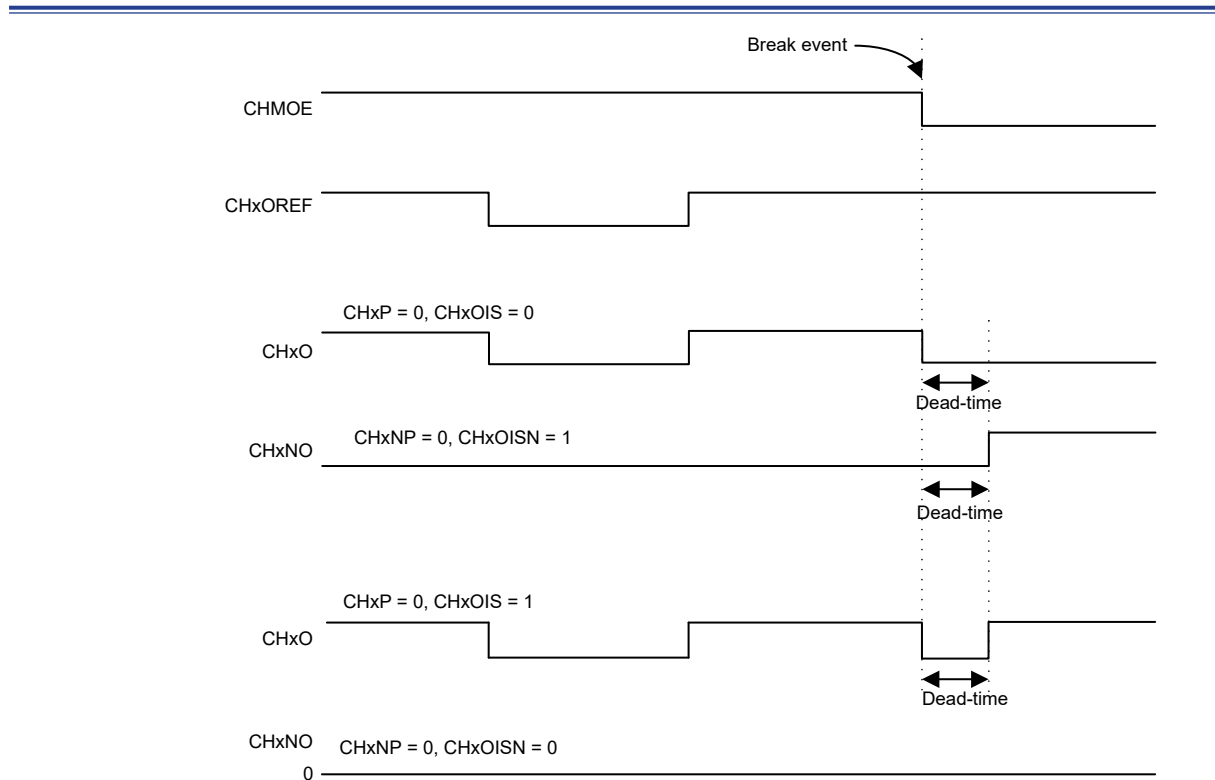 Break event
CHMOE
CHxOREF
CHxP = 0, CHxOIS = 0
CHxO
Dead-time
CHxNP = 0, CHxOISN = 1
CHxNO
Dead-time
CHxP = 0, CHxOIS = 1
CHxO
Dead-time
CHxNO
CHxNP = 0, CHxOISN = 0
0